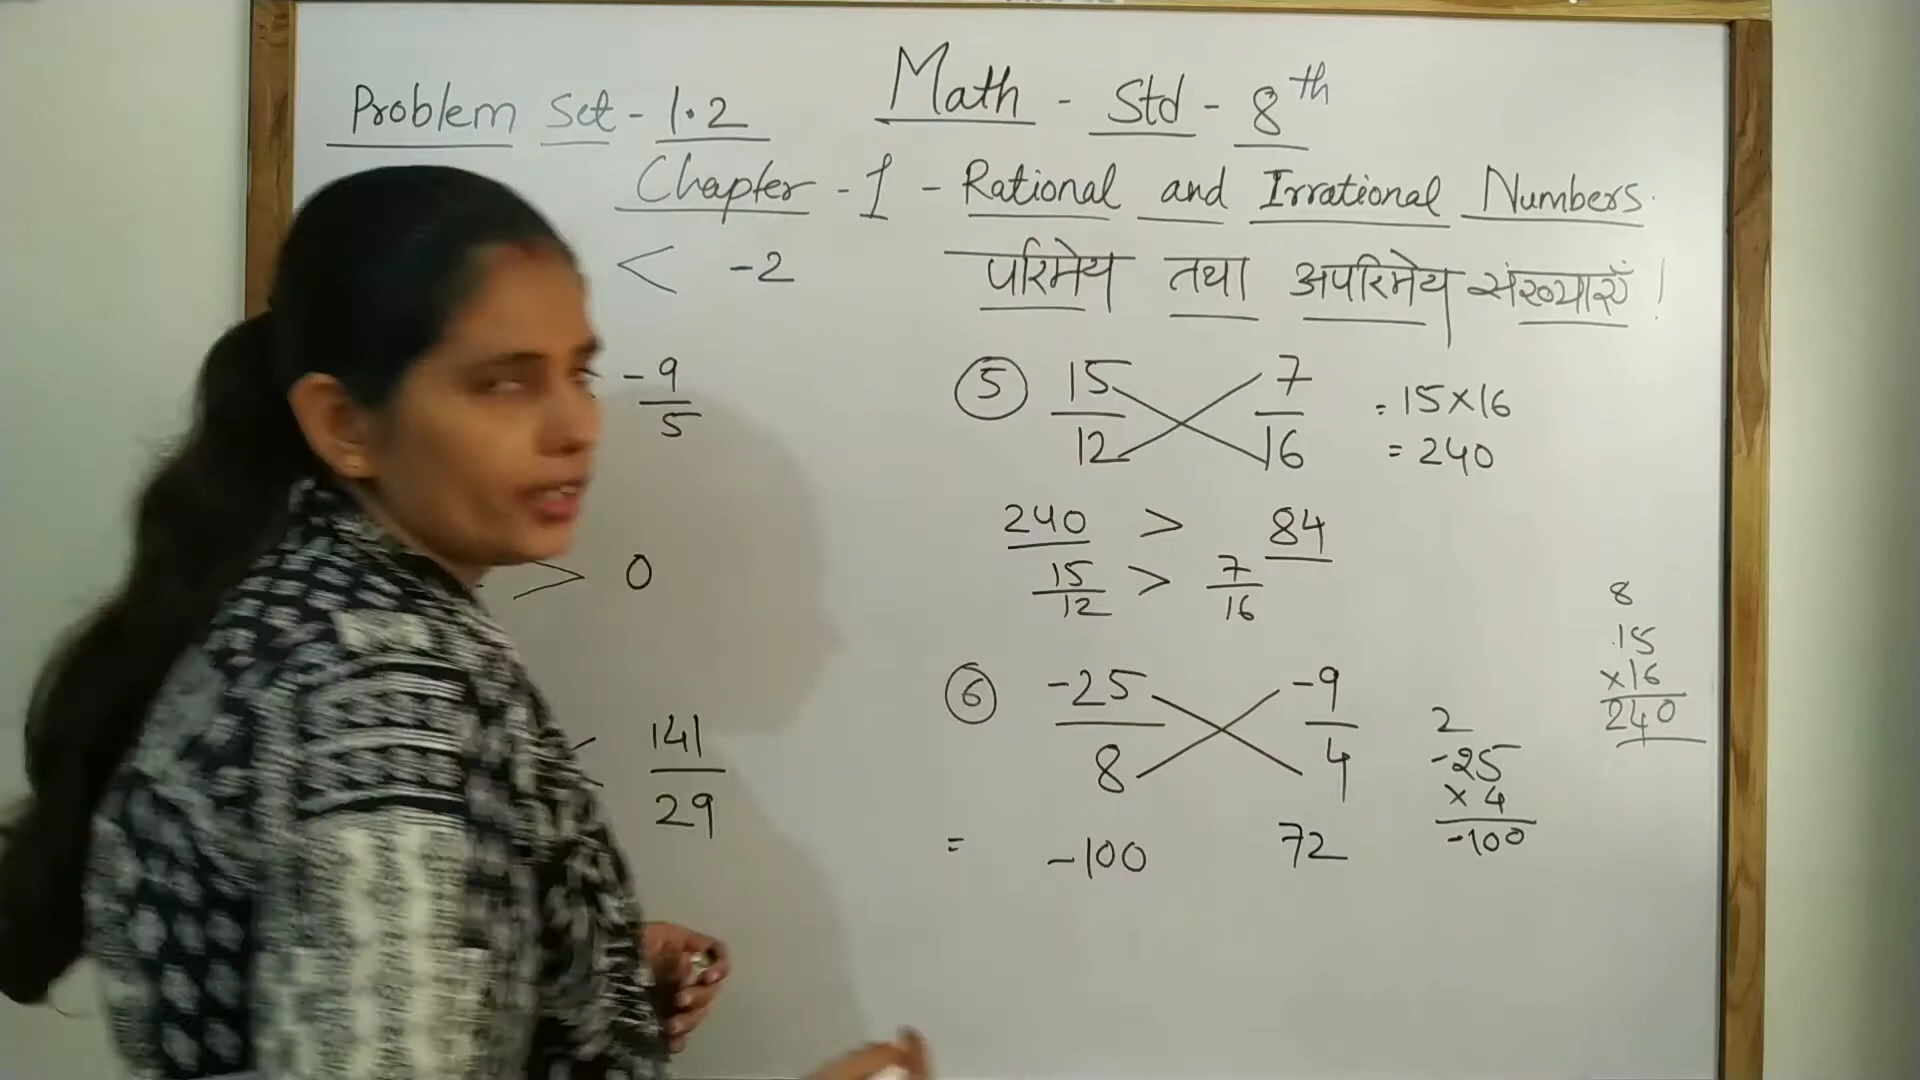 Problem Set - 1.2
Math - Std - 8th
Chapter - 1 - Rational and Irrational Numbers.
परिमेय तथा अपरिमेय संख्याएँ !
< -2
-9
5
> 0
141
29
5 15 7 = 15×16
12 16 = 240
240 > 84
15 > 7
12 16
8
15
×16
240
6 -25 -9
8 4
2
-25
× 4
-100
= -100 72